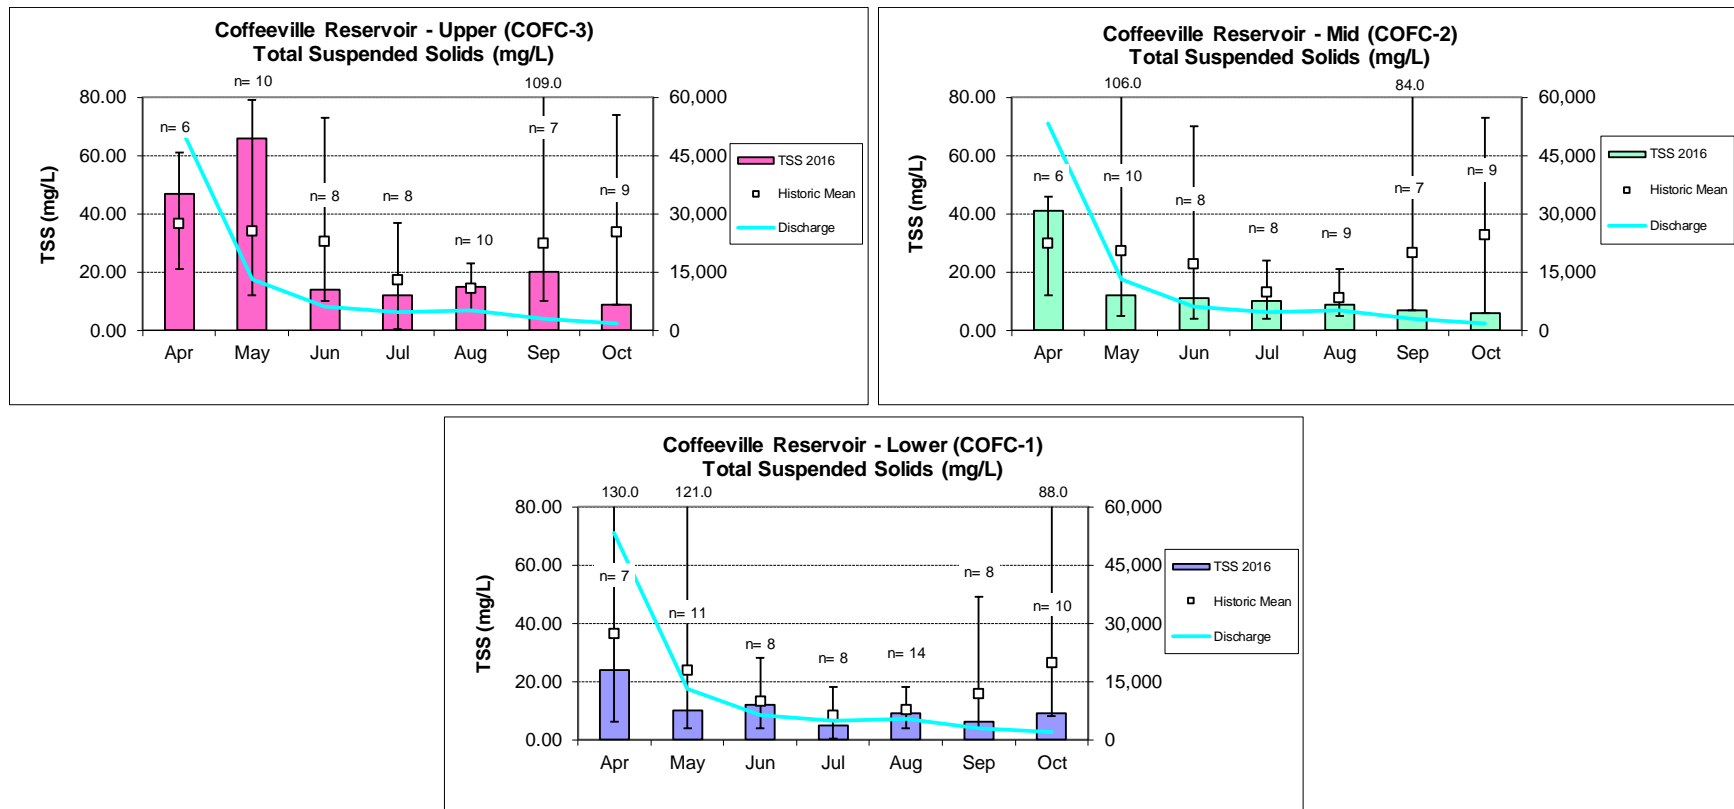 Coffeeville Reservoir - Upper (COFC-3)
Total Suspended Solids (mg/L)
n= 10
109.0
80.00
60,000
n= 6
n= 7
60.00
45,000
TSS 2016
n= 8
n= 8
n= 9
TSS (mg/L)
40.00
30,000
Historic Mean
n= 10
Discharge
20.00
15,000
0.00
0
Apr May Jun Jul Aug Sep Oct
Coffeeville Reservoir - Mid (COFC-2)
Total Suspended Solids (mg/L)
106.0
84.0
80.00
60,000
60.00
45,000
TSS 2016
n= 6
n= 10
n= 8
n= 8
n= 9
n= 7
n= 9
TSS (mg/L)
40.00
30,000
Historic Mean
Discharge
20.00
15,000
0.00
0
Apr May Jun Jul Aug Sep Oct
Coffeeville Reservoir - Lower (COFC-1)
Total Suspended Solids (mg/L)
130.0
121.0
88.0
80.00
60,000
60.00
45,000
TSS 2016
n= 7
n= 11
n= 8
n= 8
n= 14
n= 8
n= 10
TSS (mg/L)
40.00
30,000
Historic Mean
Discharge
20.00
15,000
0.00
0
Apr May Jun Jul Aug Sep Oct